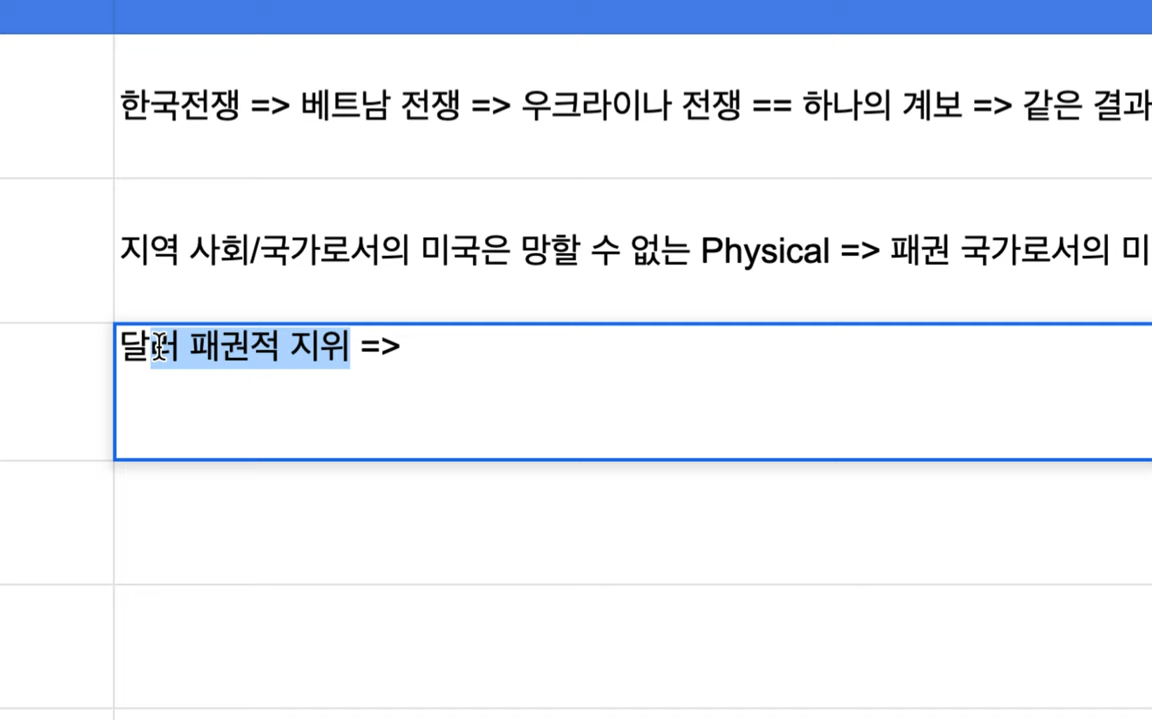 한국전쟁 => 베트남 전쟁 => 우크라이나 전쟁 == 하나의 계보 => 같은 결과
지역 사회/국가로서의 미국은 망할 수 없는 Physical => 패권 국가로서의 미
달러 패권적 지위 =>